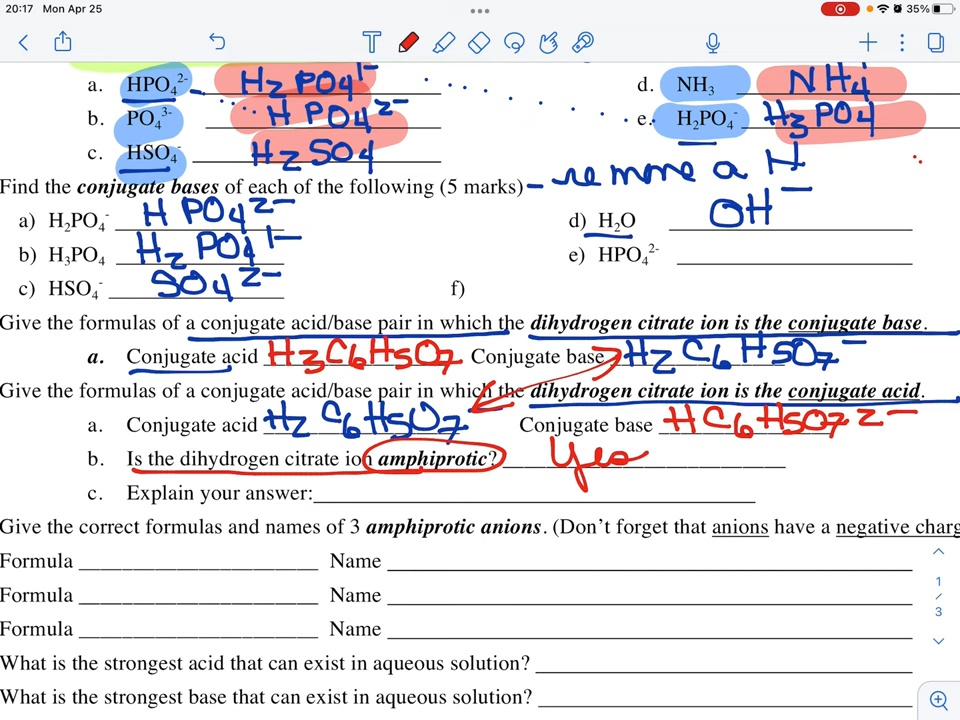 20:17 Mon Apr 25 35%
a. HPO₄²⁻ H2PO4 1- d. NH₃ NH4
b. PO₄³⁻ HPO4 2- e. H₂PO₄⁻ H3PO4
c. HSO₄⁻ H2SO4
Find the conjugate bases of each of the following (5 marks) – remove a H
a) H₂PO₄⁻ HPO4 2- d) H₂O OH –
b) H₃PO₄ H2PO4 1- e) HPO₄²⁻
c) HSO₄⁻ SO4 2- f)
Give the formulas of a conjugate acid/base pair in which the dihydrogen citrate ion is the conjugate base.
a. Conjugate acid H3C6H5O7 Conjugate base H2C6H5O7 –
Give the formulas of a conjugate acid/base pair in which the dihydrogen citrate ion is the conjugate acid.
a. Conjugate acid H2C6H5O7 – Conjugate base HC6H5O7 2-
b. Is the dihydrogen citrate ion amphiprotic? Yes
c. Explain your answer:
Give the correct formulas and names of 3 amphiprotic anions. (Don't forget that anions have a negative charg
Formula Name
Formula Name
Formula Name
What is the strongest acid that can exist in aqueous solution?
What is the strongest base that can exist in aqueous solution?
1
/
3